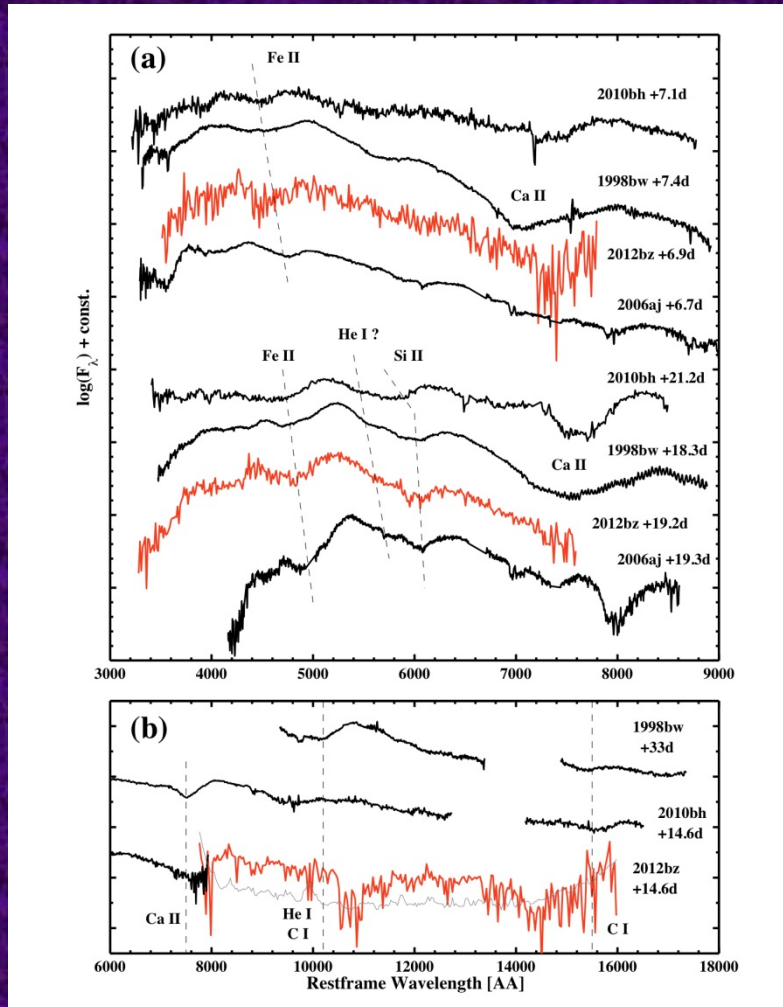 (a)
Fe II
2010bh +7.1d
Ca II
1998bw +7.4d
2012bz +6.9d
2006aj +6.7d
He I ?
Fe II
Si II
2010bh +21.2d
1998bw +18.3d
Ca II
2012bz +19.2d
2006aj +19.3d
log(F_λ) + const.
3000 4000 5000 6000 7000 8000 9000
(b)
1998bw
+33d
2010bh
+14.6d
2012bz
+14.6d
Ca II
He I
C I
C I
6000 8000 10000 12000 14000 16000 18000
Restframe Wavelength [AA]